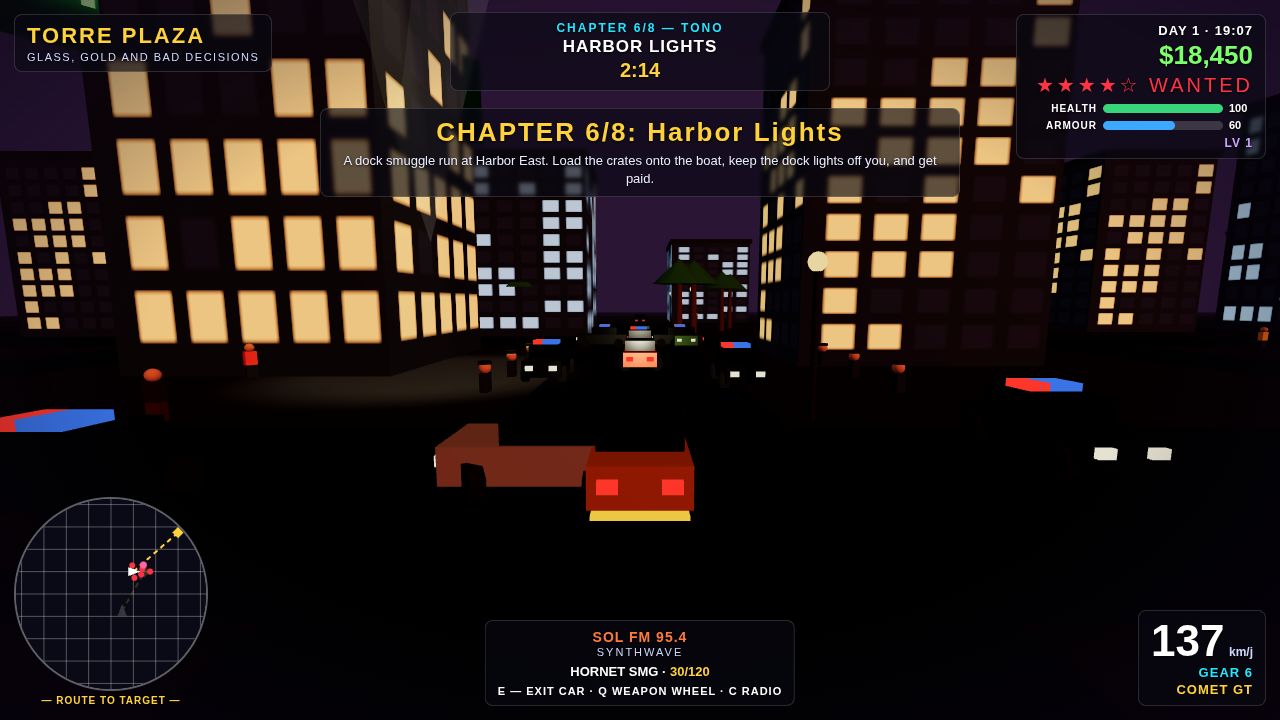 TORRE PLAZA
GLASS, GOLD AND BAD DECISIONS
CHAPTER 6/8 — TONO
HARBOR LIGHTS
2:14
DAY 1 · 19:07
$18,450
★★★★☆ WANTED
HEALTH 100
ARMOUR 60
LV 1
CHAPTER 6/8: Harbor Lights
A dock smuggle run at Harbor East. Load the crates onto the boat, keep the dock lights off you, and get
paid.
— ROUTE TO TARGET —
SOL FM 95.4
SYNTHWAVE
HORNET SMG · 30/120
E — EXIT CAR · Q WEAPON WHEEL · C RADIO
137 km/j
GEAR 6
COMET GT